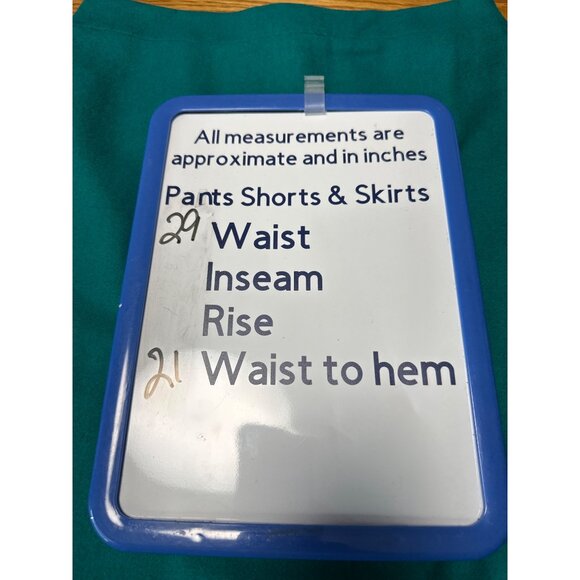 All measurements are
approximate and in inches
Pants Shorts & Skirts
29 Waist
Inseam
Rise
21 Waist to hem